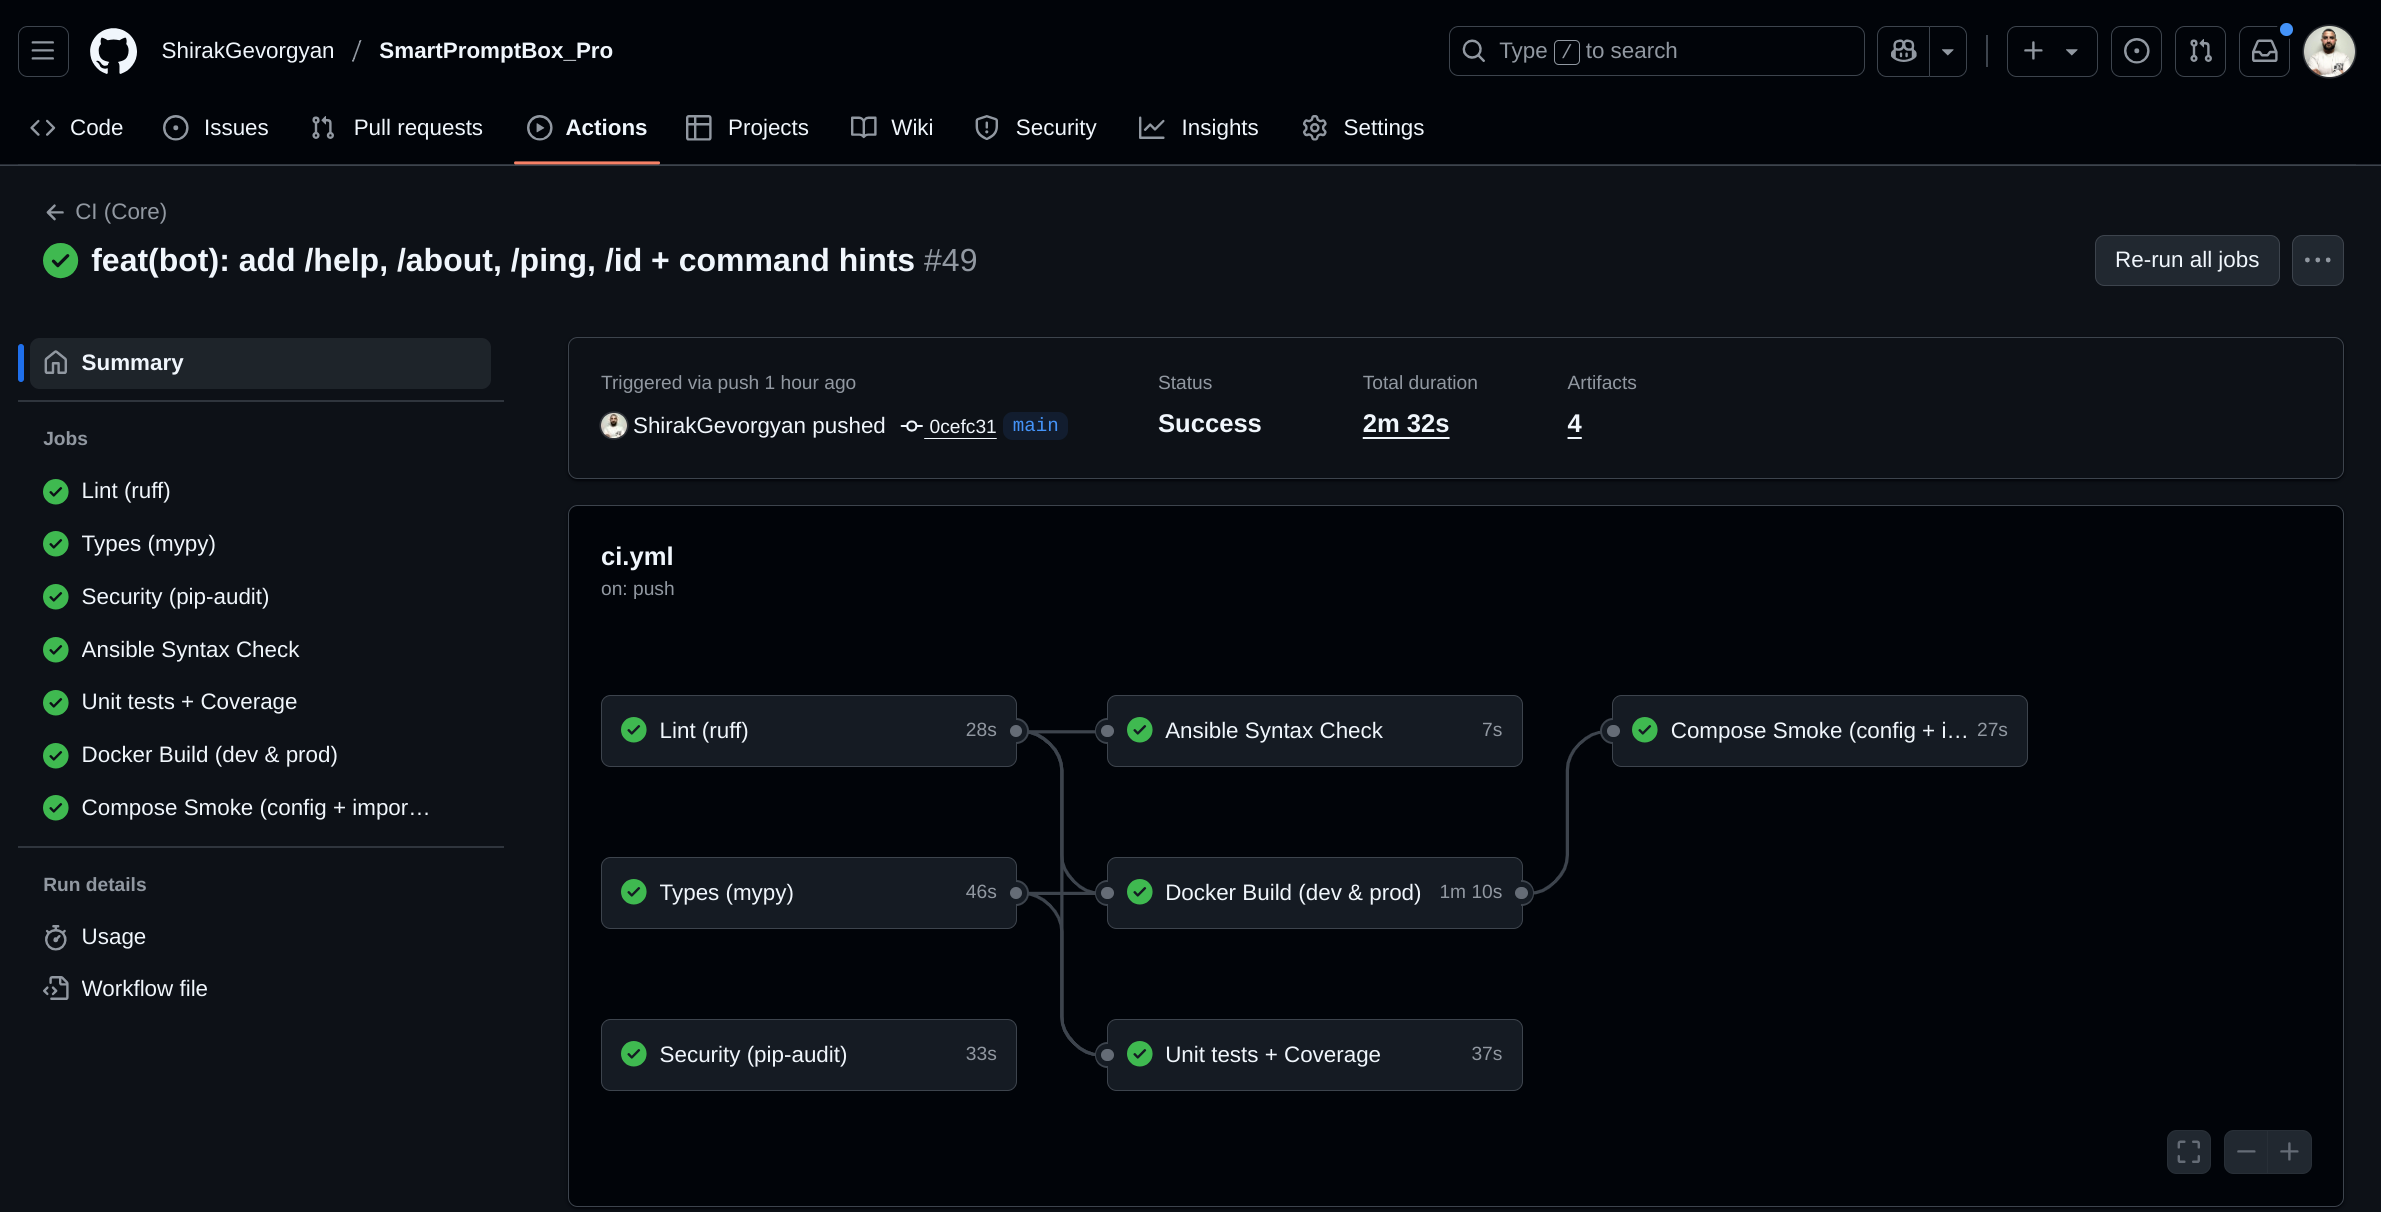 ShirakGevorgyan / SmartPromptBox_Pro
Type / to search
Code Issues Pull requests Actions Projects Wiki Security Insights Settings
CI (Core)
feat(bot): add /help, /about, /ping, /id + command hints #49
Re-run all jobs
Summary
Jobs
Lint (ruff)
Types (mypy)
Security (pip-audit)
Ansible Syntax Check
Unit tests + Coverage
Docker Build (dev & prod)
Compose Smoke (config + impor…
Run details
Usage
Workflow file
Triggered via push 1 hour ago
ShirakGevorgyan pushed 0cefc31 main
Status
Success
Total duration
2m 32s
Artifacts
4
ci.yml
on: push
Lint (ruff) 28s
Ansible Syntax Check 7s
Compose Smoke (config + i… 27s
Types (mypy) 46s
Docker Build (dev & prod) 1m 10s
Security (pip-audit) 33s
Unit tests + Coverage 37s